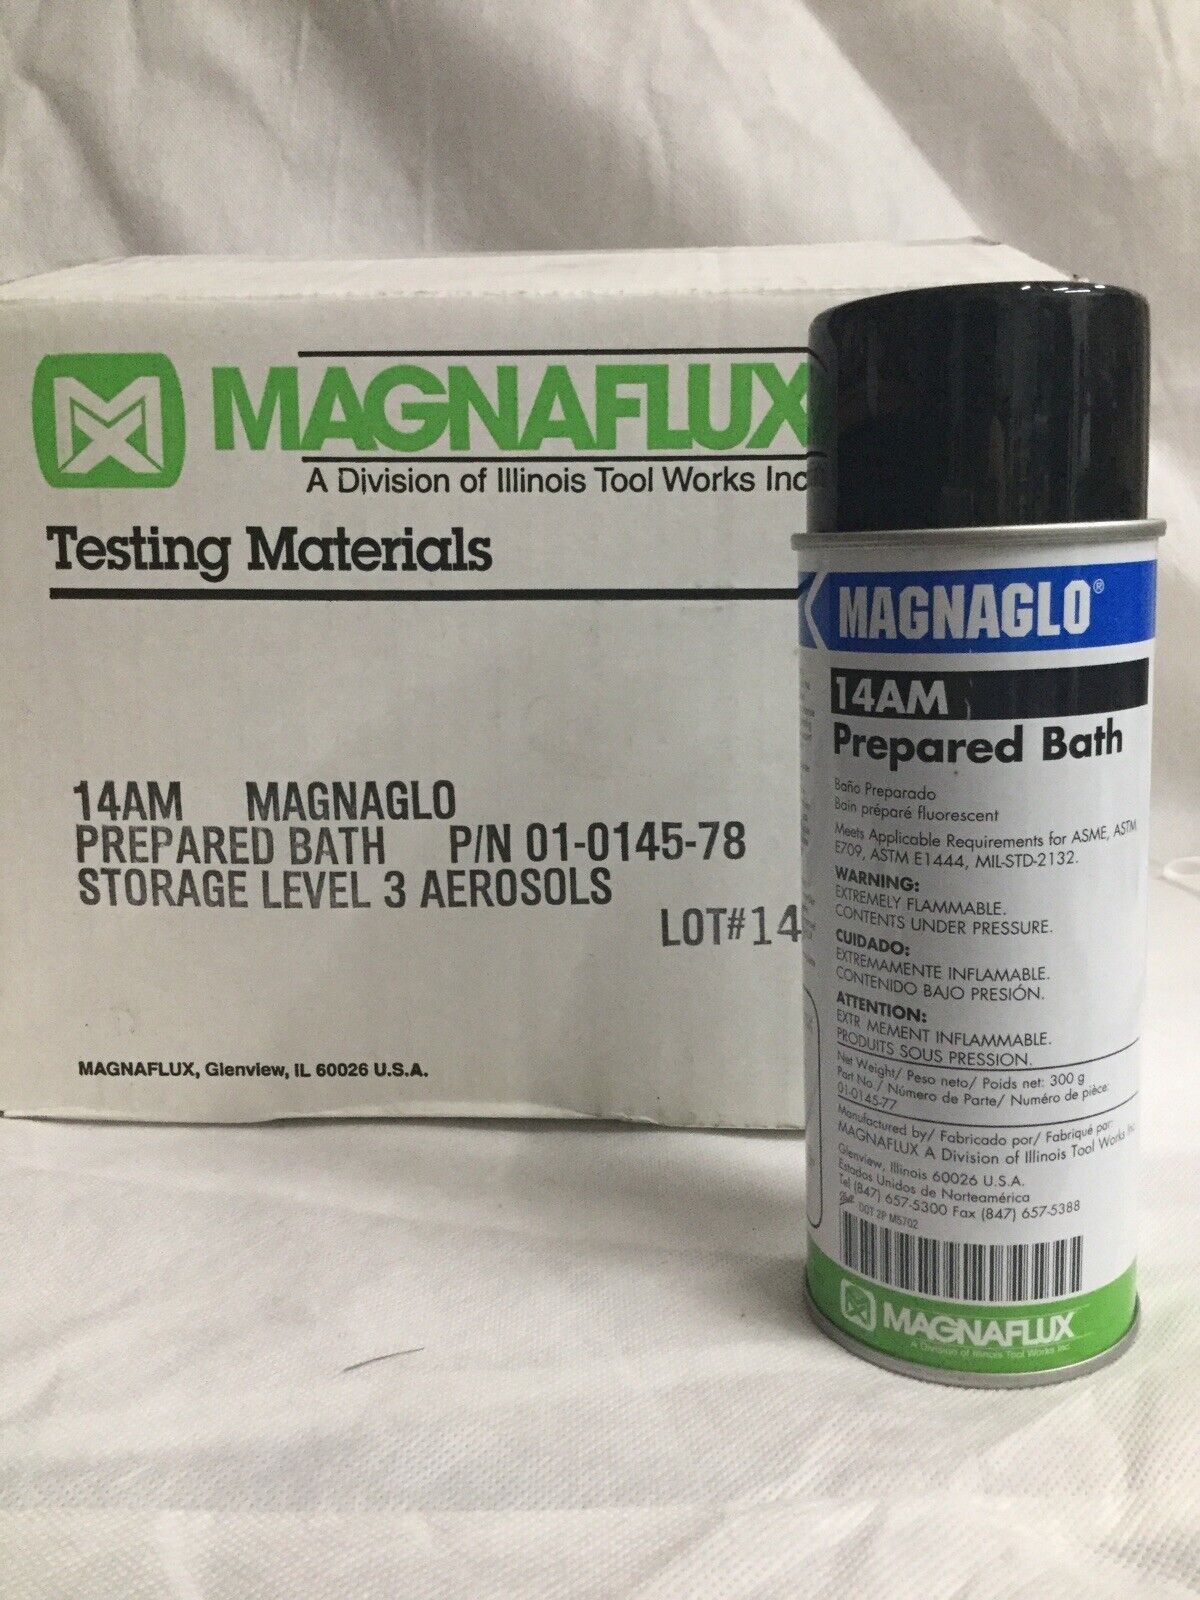 MAGNAFLUX
A Division of Illinois Tool Works Inc
Testing Materials
14AM MAGNAGLO
PREPARED BATH P/N 01-0145-78
STORAGE LEVEL 3 AEROSOLS
LOT#14
MAGNAFLUX, Glenview, IL 60026 U.S.A.
MAGNAGLO®
14AM
Prepared Bath
Baño Preparado
Bain préparé fluorescent
Meets Applicable Requirements for ASME, ASTM
E709, ASTM E1444, MIL-STD-2132.
WARNING:
EXTREMELY FLAMMABLE.
CONTENTS UNDER PRESSURE.
CUIDADO:
EXTREMAMENTE INFLAMABLE.
CONTENIDO BAJO PRESIÓN.
ATTENTION:
EXTR MEMENT INFLAMMABLE.
PRODUITS SOUS PRESSION.
Net Weight/ Peso neto/ Poids net: 300 g
Part No./ Número de Parte/ Numéro de pièce:
01-0145-77
Manufactured by/ Fabricado por/ Fabriqué par:
MAGNAFLUX A Division of Illinois Tool Works Inc.
Glenview, Illinois 60026 U.S.A.
Estados Unidos de Norteamérica
Tel (847) 657-5300 Fax (847) 657-5388
DOT 2P M5702
MAGNAFLUX
A Division of Illinois Tool Works Inc.